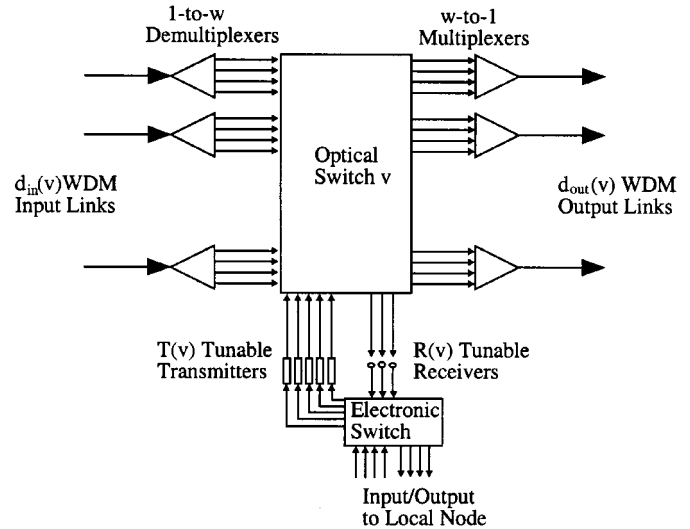 1-to-w
Demultiplexers
w-to-1
Multiplexers
Optical
Switch v
d_in(v) WDM
Input Links
d_out(v) WDM
Output Links
T(v) Tunable
Transmitters
R(v) Tunable
Receivers
Electronic
Switch
Input/Output
to Local Node